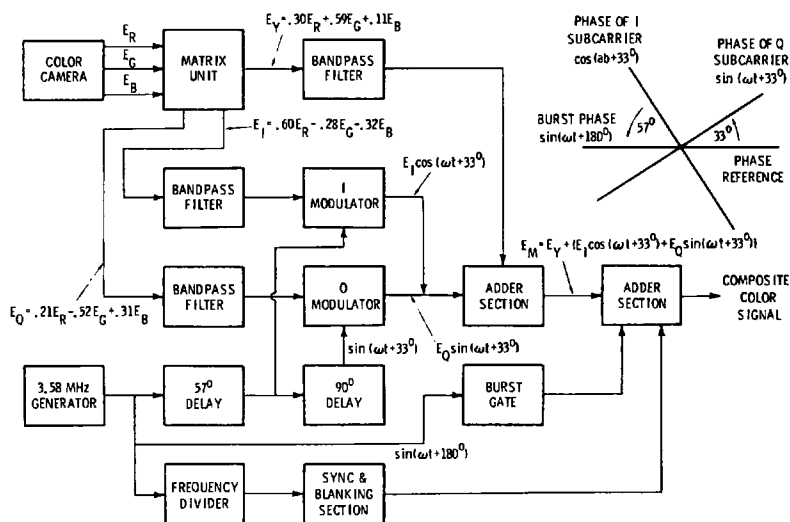 E_Y = .30E_R+.59E_G+.11E_B
E_R
E_G
E_B
COLOR
CAMERA
MATRIX
UNIT
BANDPASS
FILTER
PHASE OF I
SUBCARRIER
cos(ab+33⁰)
PHASE OF Q
SUBCARRIER
sin (ωt+33⁰)
BURST PHASE
sin(ωt+180⁰)
57⁰
33⁰
PHASE
REFERENCE
E_I = .60E_R-.28E_G-.32E_B
BANDPASS
FILTER
I
MODULATOR
E_I cos(ωt+33⁰)
E_M = E_Y + {E_I cos(ωt+33⁰)+E_Q sin(ωt+33⁰)}
BANDPASS
FILTER
O
MODULATOR
ADDER
SECTION
ADDER
SECTION
COMPOSITE
COLOR
SIGNAL
E_Q = .21E_R-.52E_G+.31E_B
sin (ωt+33⁰)
E_Q sin(ωt+33⁰)
3.58 MHz
GENERATOR
57⁰
DELAY
90⁰
DELAY
BURST
GATE
sin(ωt+180⁰)
FREQUENCY
DIVIDER
SYNC &
BLANKING
SECTION